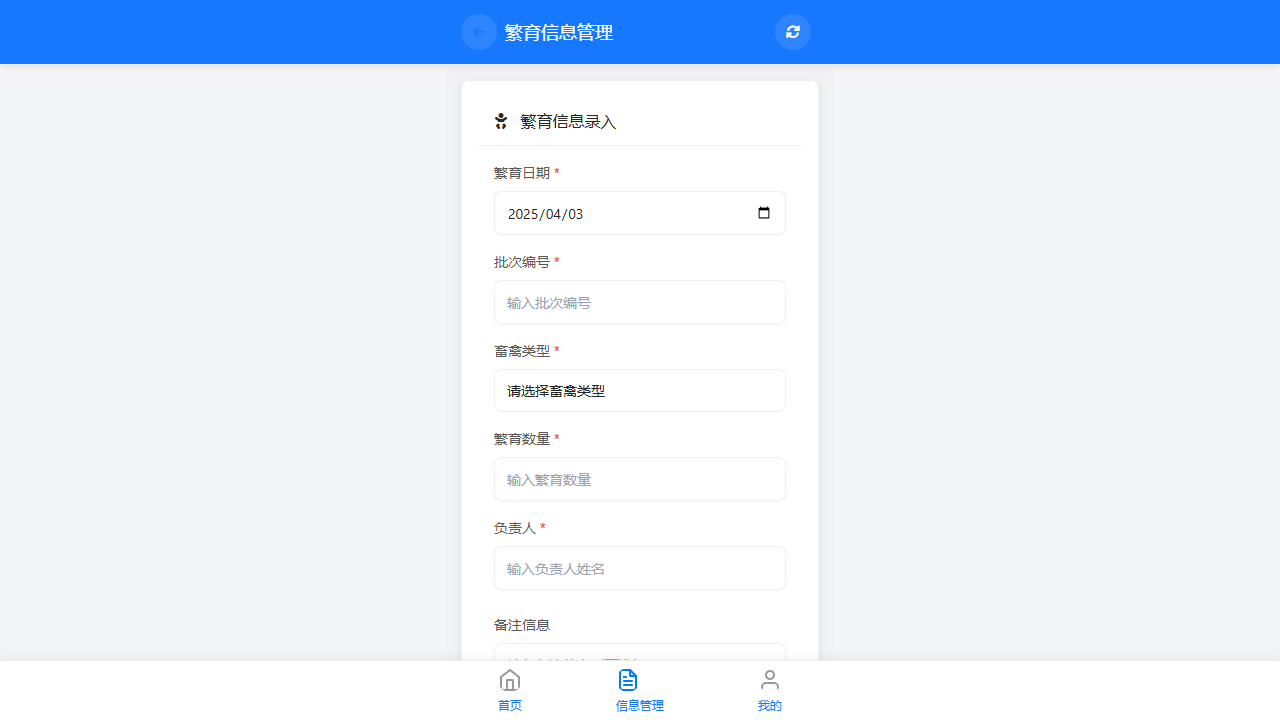 繁育信息管理
繁育信息录入
繁育日期 *
2025/04/03
批次编号 *
输入批次编号
畜禽类型 *
请选择畜禽类型
繁育数量 *
输入繁育数量
负责人 *
输入负责人姓名
备注信息
首页
信息管理
我的